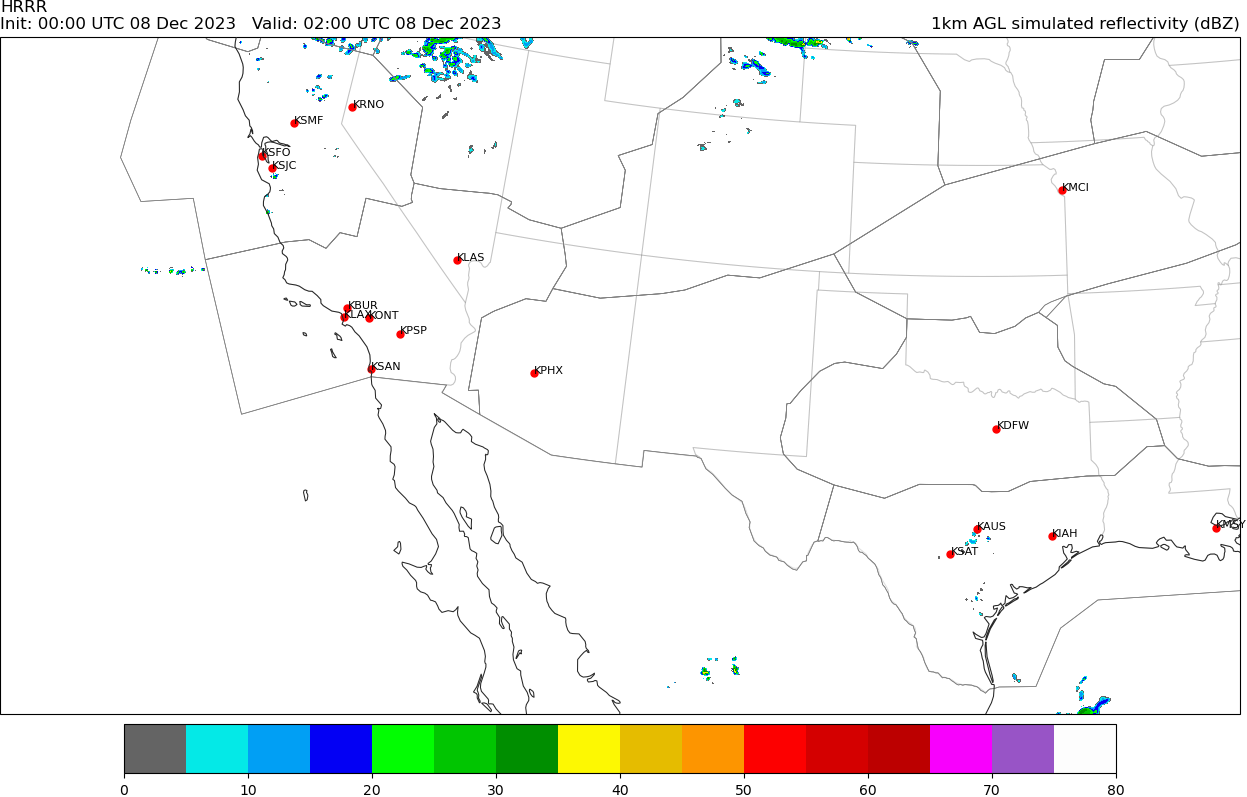 HRRR
Init: 00:00 UTC 08 Dec 2023   Valid: 02:00 UTC 08 Dec 2023
1km AGL simulated reflectivity (dBZ)
KRNO
KSMF
KSFO
KSJC
KMCI
KLAS
KBUR
KLAX
KONT
KPSP
KSAN
KPHX
KDFW
KAUS
KMSY
KIAH
KSAT
0 10 20 30 40 50 60 70 80